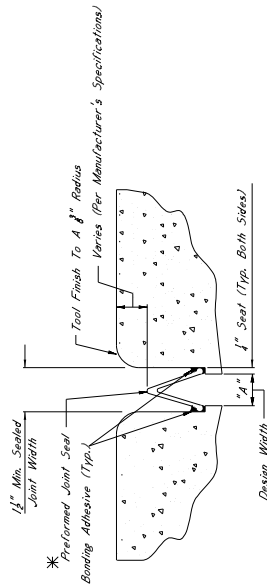 1½" Min. Sealed
Joint Width
* Preformed Joint Seal
Bonding Adhesive (Typ.)
Tool Finish To A ⅜" Radius
Varies (Per Manufacturer's Specifications)
¼" Seat (Typ. Both Sides)
"A"
Design Width